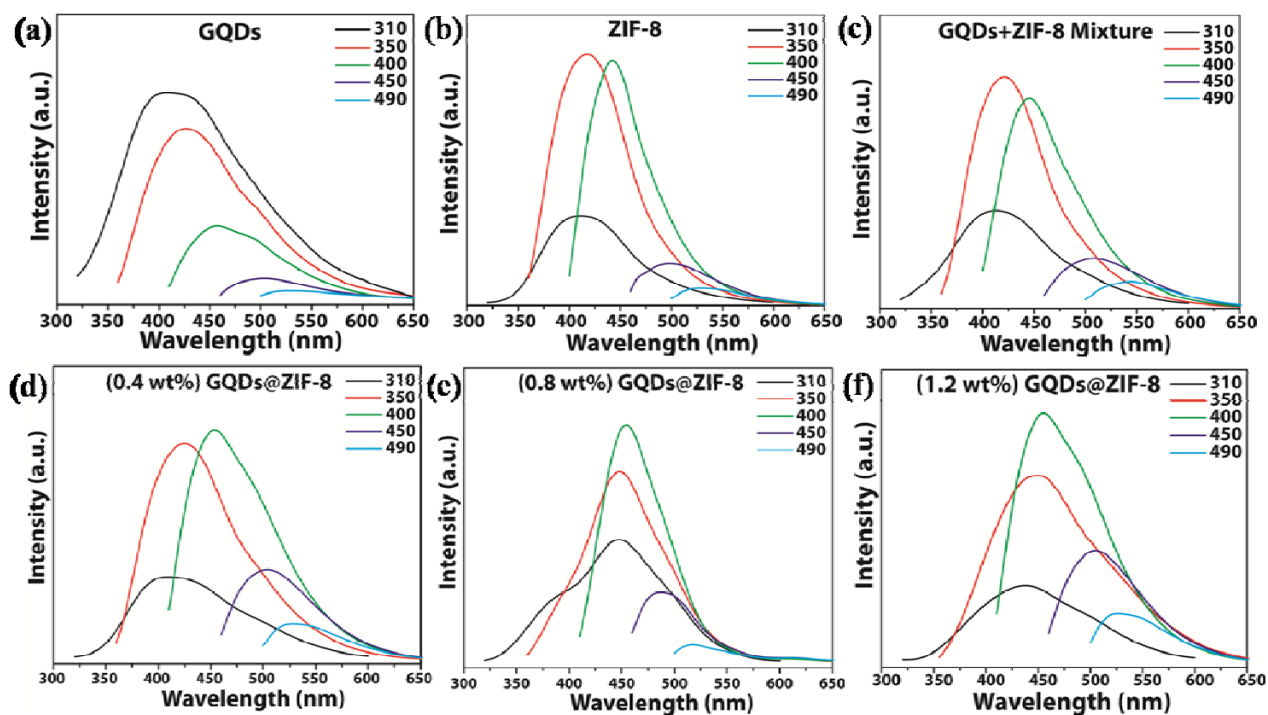 (a)
GQDs
310
350
400
450
490
Intensity (a.u.)
300 350 400 450 500 550 600 650
Wavelength (nm)
(b)
ZIF-8
310
350
400
450
490
Intensity (a.u.)
300 350 400 450 500 550 600 650
Wavelength (nm)
(c)
GQDs+ZIF-8 Mixture
310
350
400
450
490
Intensity (a.u.)
300 350 400 450 500 550 600 650
Wavelength (nm)
(d)
(0.4 wt%) GQDs@ZIF-8
310
350
400
450
490
Intensity (a.u.)
300 350 400 450 500 550 600 650
Wavelength (nm)
(e)
(0.8 wt%) GQDs@ZIF-8
310
350
400
450
490
Intensity (a.u.)
300 350 400 450 500 550 600 650
Wavelength (nm)
(f)
(1.2 wt%) GQDs@ZIF-8
310
350
400
450
490
Intensity (a.u.)
300 350 400 450 500 550 600 650
Wavelength (nm)